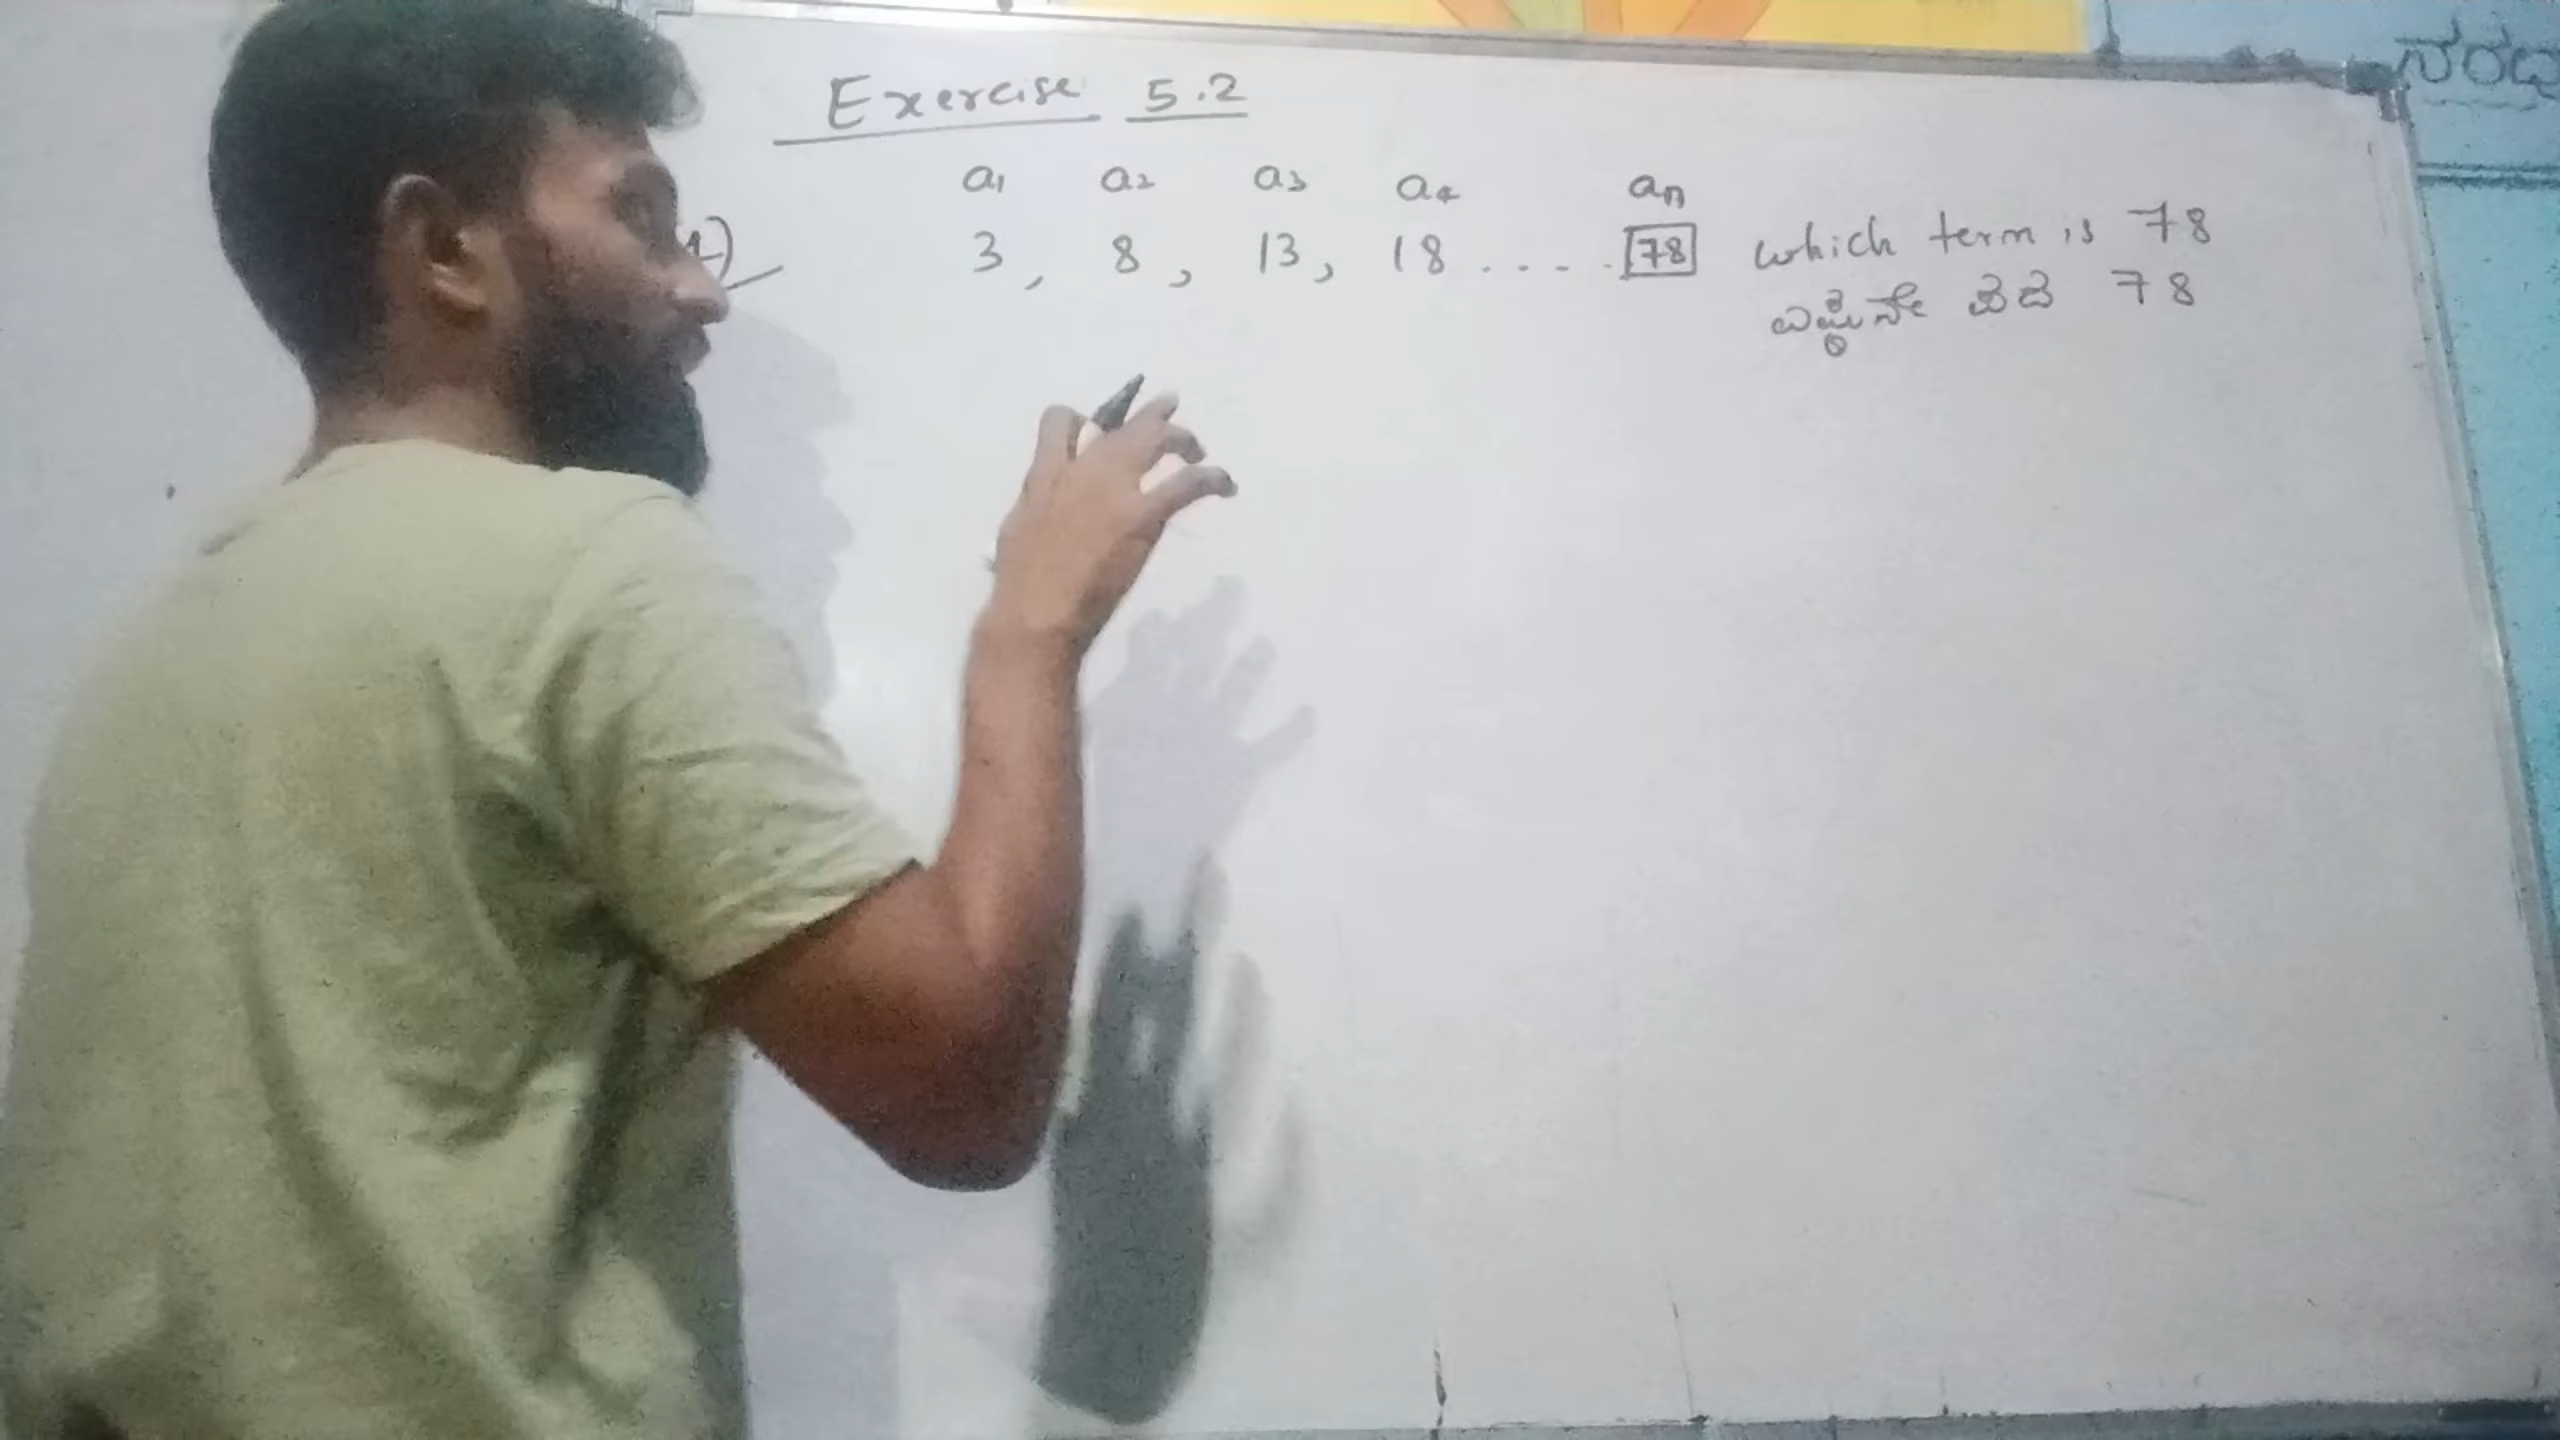 Exercise 5.2
a₁ a₂ a₃ a₄ aₙ
3, 8, 13, 18 .... 78 which term is 78
ಎಷ್ಟನೇ ಪದ 78